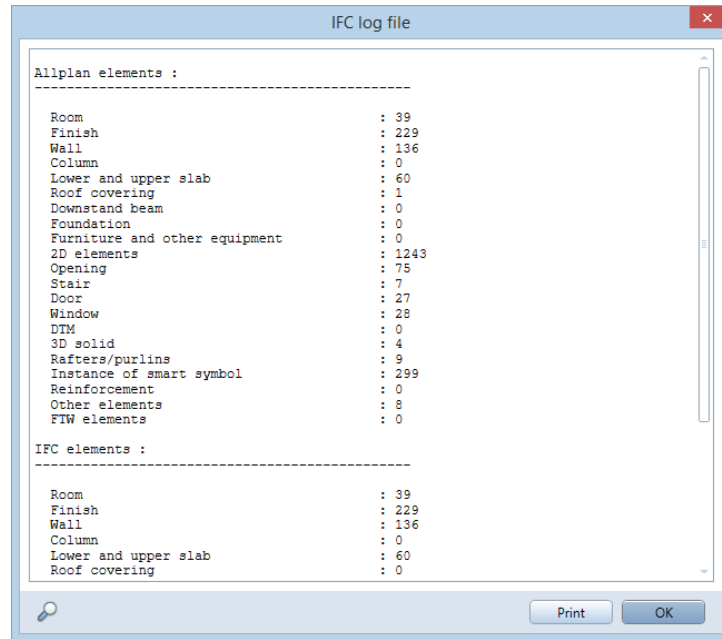 IFC log file
Allplan elements :
-----------------------------------------------
Room : 39
Finish : 229
Wall : 136
Column : 0
Lower and upper slab : 60
Roof covering : 1
Downstand beam : 0
Foundation : 0
Furniture and other equipment : 0
2D elements : 1243
Opening : 75
Stair : 7
Door : 27
Window : 28
DTM : 0
3D solid : 4
Rafters/purlins : 9
Instance of smart symbol : 299
Reinforcement : 0
Other elements : 8
FTW elements : 0
IFC elements :
-----------------------------------------------
Room : 39
Finish : 229
Wall : 136
Column : 0
Lower and upper slab : 60
Roof covering : 0
Print OK